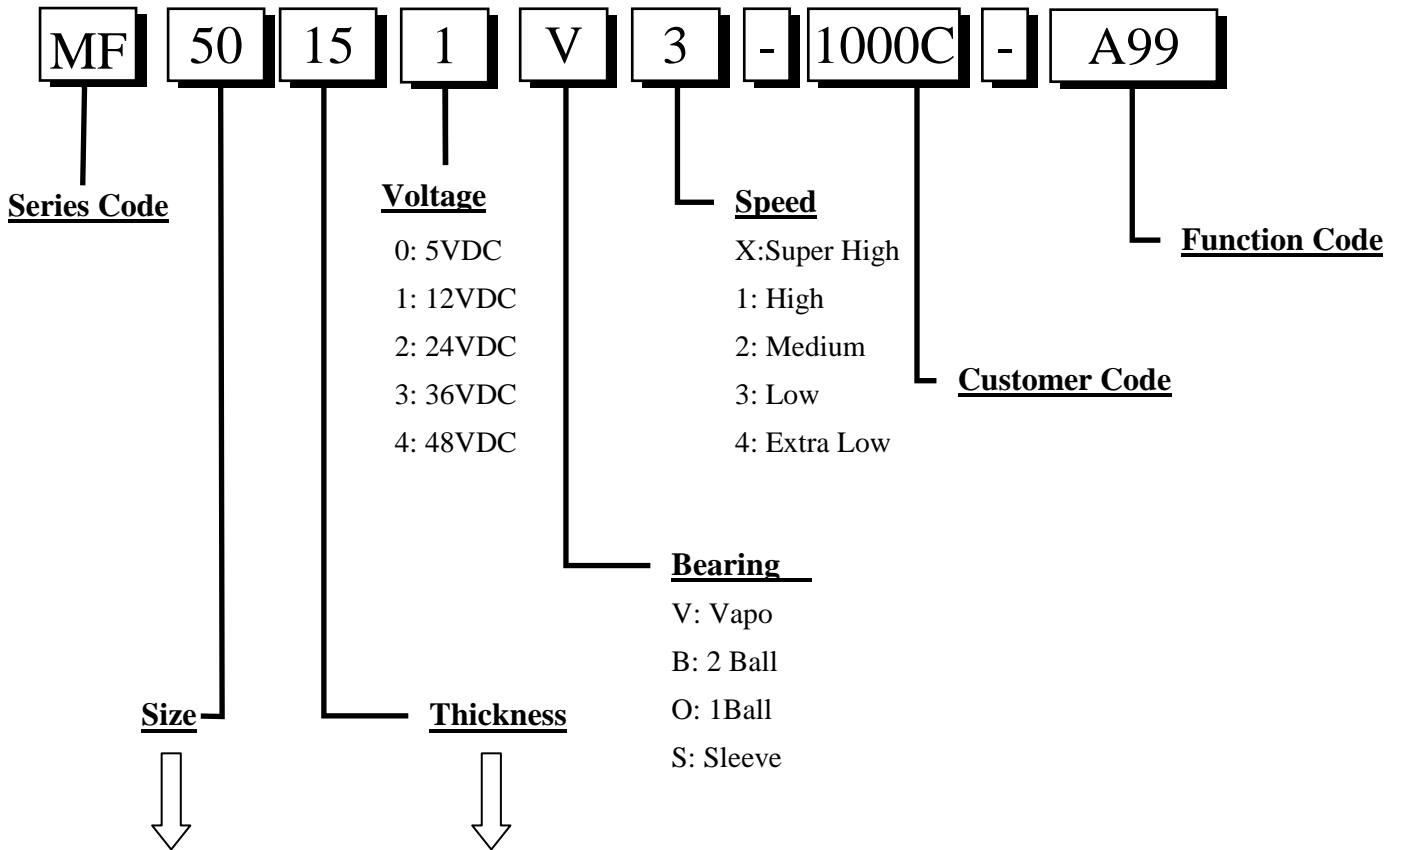 MF 50 15 1 V 3 - 1000C - A99
Series Code
Voltage
0: 5VDC
1: 12VDC
2: 24VDC
3: 36VDC
4: 48VDC
Speed
X:Super High
1: High
2: Medium
3: Low
4: Extra Low
Function Code
Customer Code
Bearing
V: Vapo
B: 2 Ball
O: 1Ball
S: Sleeve
Size
Thickness